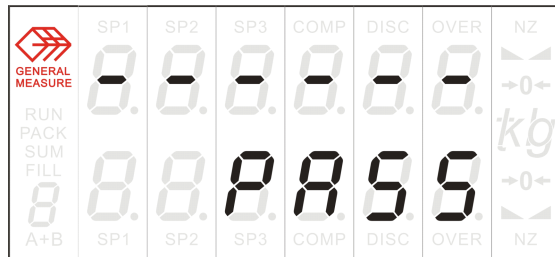 SP1 SP2 SP3 COMP DISC OVER NZ
GENERAL
MEASURE
- - - - - -
→0←
RUN
PACK
SUM
FILL
kg
PASS
→0←
A+B SP1 SP2 SP3 COMP DISC OVER NZ